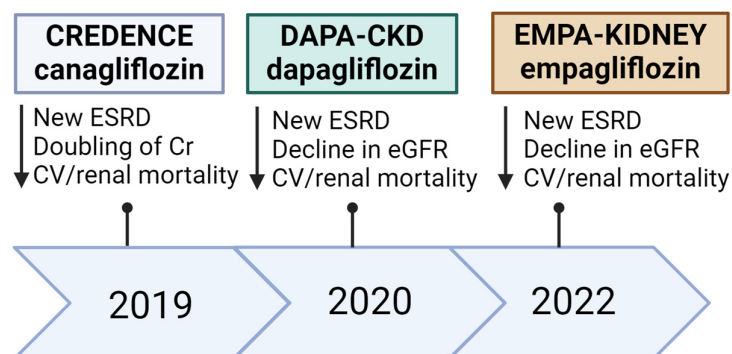 CREDENCE
canagliflozin
New ESRD
Doubling of Cr
CV/renal mortality
DAPA-CKD
dapagliflozin
New ESRD
Decline in eGFR
CV/renal mortality
EMPA-KIDNEY
empagliflozin
New ESRD
Decline in eGFR
CV/renal mortality
2019
2020
2022